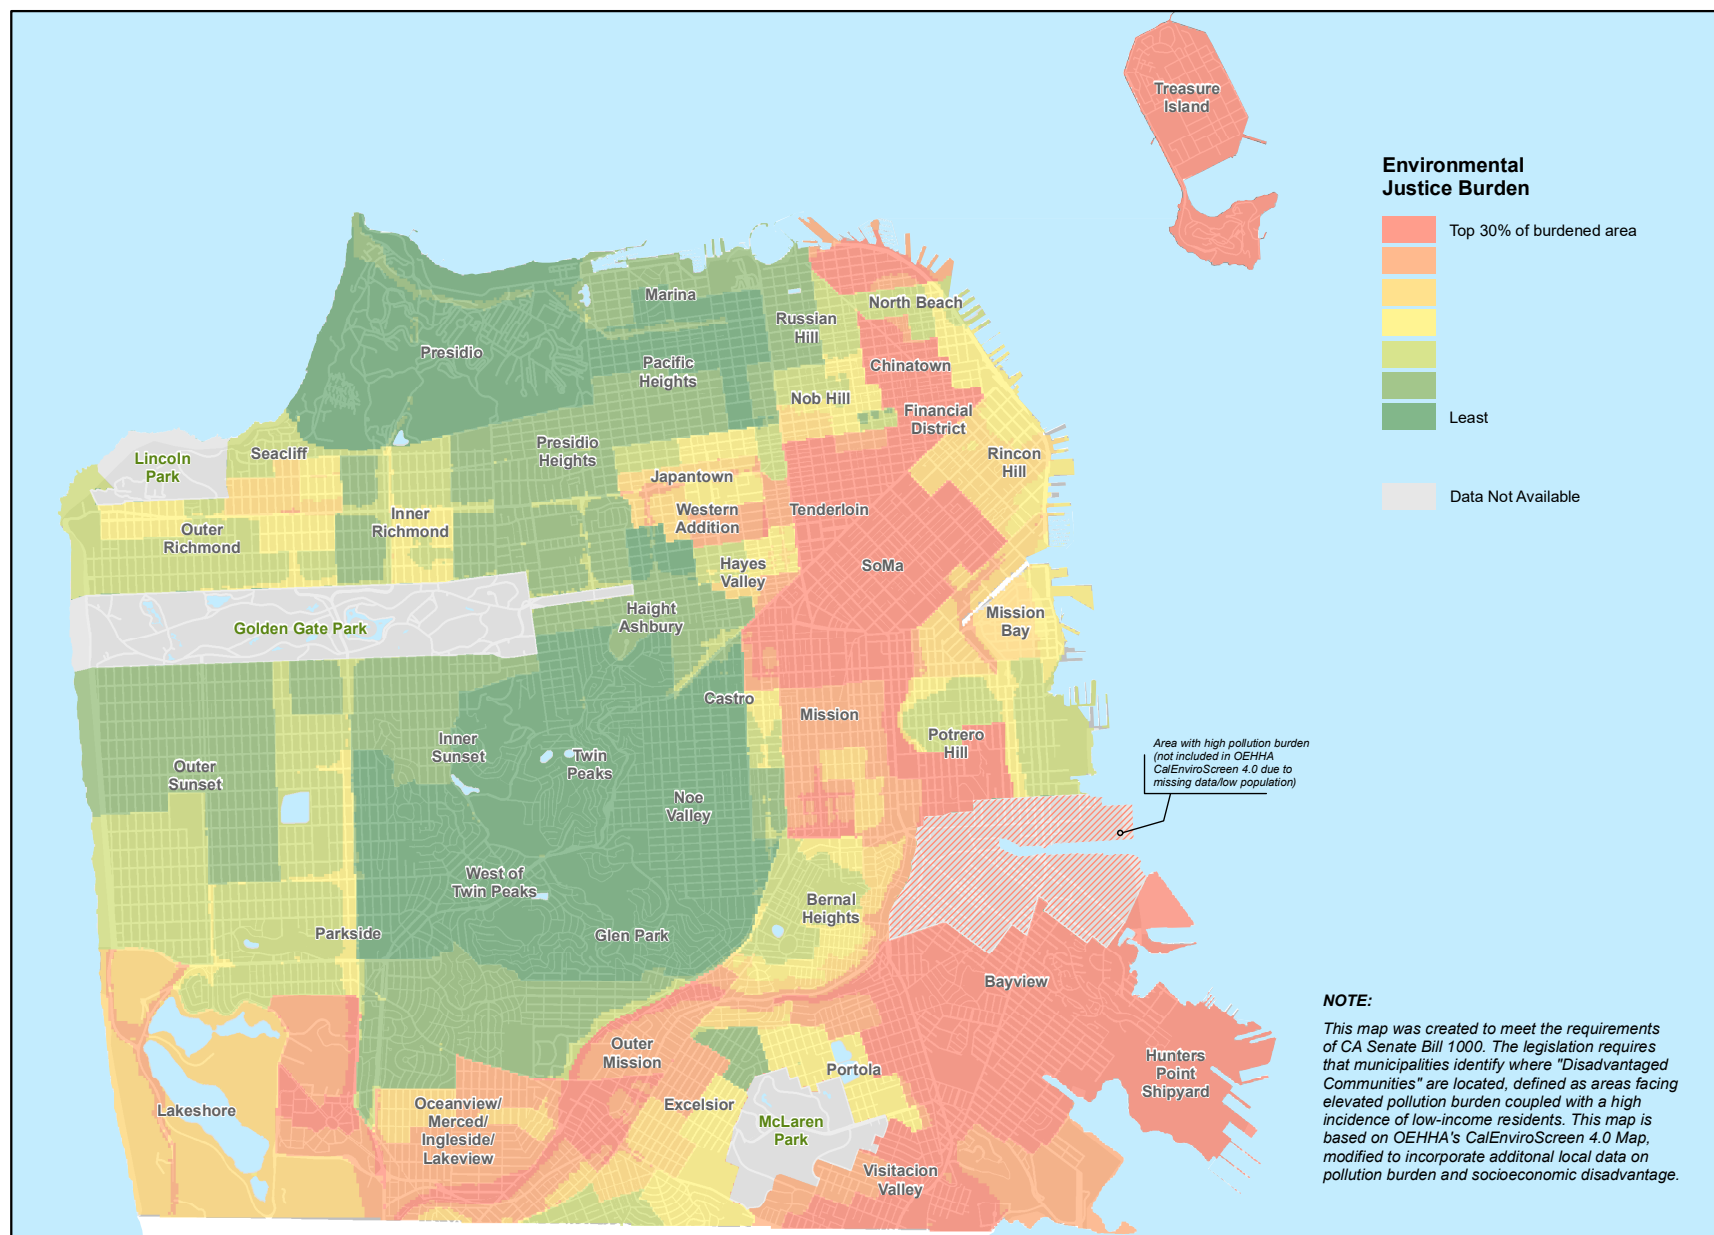 Treasure
Island
Environmental
Justice Burden
Top 30% of burdened area
Least
Data Not Available
Marina
North Beach
Russian
Hill
Presidio
Pacific
Heights
Chinatown
Nob Hill
Financial
District
Seacliff
Presidio
Heights
Lincoln
Park
Rincon
Hill
Japantown
Inner
Richmond
Western
Addition
Tenderloin
Outer
Richmond
Hayes
Valley
SoMa
Haight
Ashbury
Mission
Bay
Golden Gate Park
Castro
Mission
Potrero
Hill
Inner
Sunset
Twin
Peaks
Outer
Sunset
Noe
Valley
Area with high pollution burden
(not included in OEHHA
CalEnviroScreen 4.0 due to
missing data/low population)
West of
Twin Peaks
Bernal
Heights
Parkside
Glen Park
Bayview
Outer
Mission
Portola
Hunters
Point
Shipyard
Lakeshore
Oceanview/
Merced/
Ingleside/
Lakeview
Excelsior
McLaren
Park
Visitacion
Valley
NOTE:
This map was created to meet the requirements
of CA Senate Bill 1000. The legislation requires
that municipalities identify where "Disadvantaged
Communities" are located, defined as areas facing
elevated pollution burden coupled with a high
incidence of low-income residents. This map is
based on OEHHA's CalEnviroScreen 4.0 Map,
modified to incorporate additonal local data on
pollution burden and socioeconomic disadvantage.